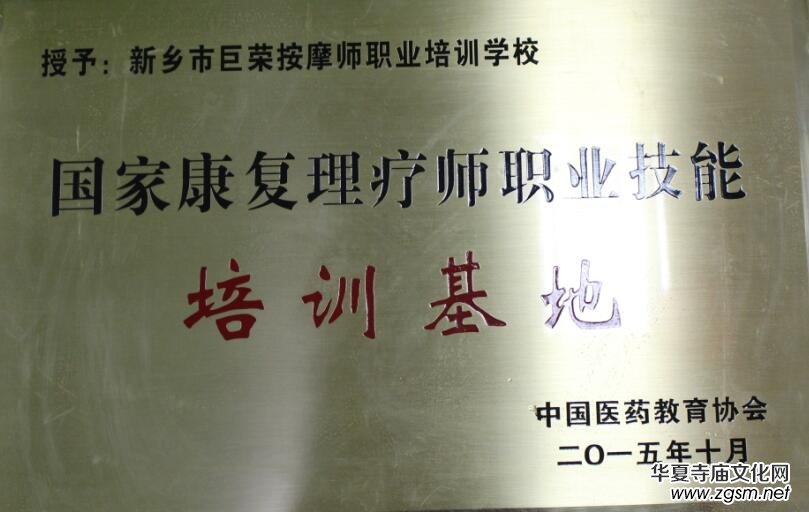 授予：新乡市巨荣按摩师职业培训学校
国家康复理疗师职业技能
培训基地
中国医药教育协会
二〇一五年十月
华夏寺庙文化网
www.zgsm.net